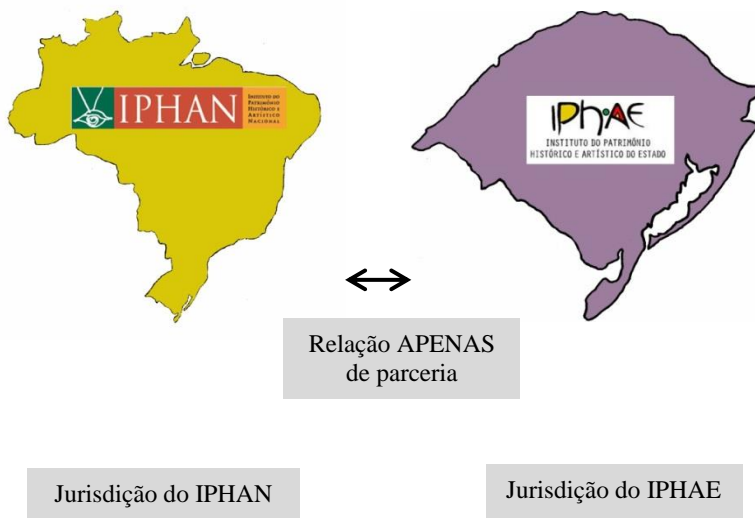 IPHAN
INSTITUTO DO
PATRIMÔNIO
HISTÓRICO E
ARTÍSTICO
NACIONAL
IPHAE
INSTITUTO DO PATRIMÔNIO
HISTÓRICO E ARTÍSTICO DO ESTADO
Relação APENAS
de parceria
Jurisdição do IPHAN
Jurisdição do IPHAE